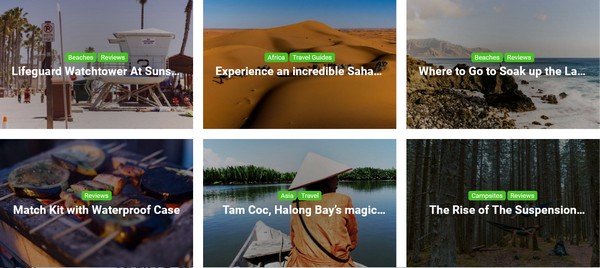 Beaches Reviews
Lifeguard Watchtower At Suns...
Africa Travel Guides
Experience an incredible Saha...
Beaches Reviews
Where to Go to Soak up the La...
Reviews
Match Kit with Waterproof Case
Asia Travel
Tam Coc, Halong Bay's magic...
Campsites Reviews
The Rise of The Suspension...